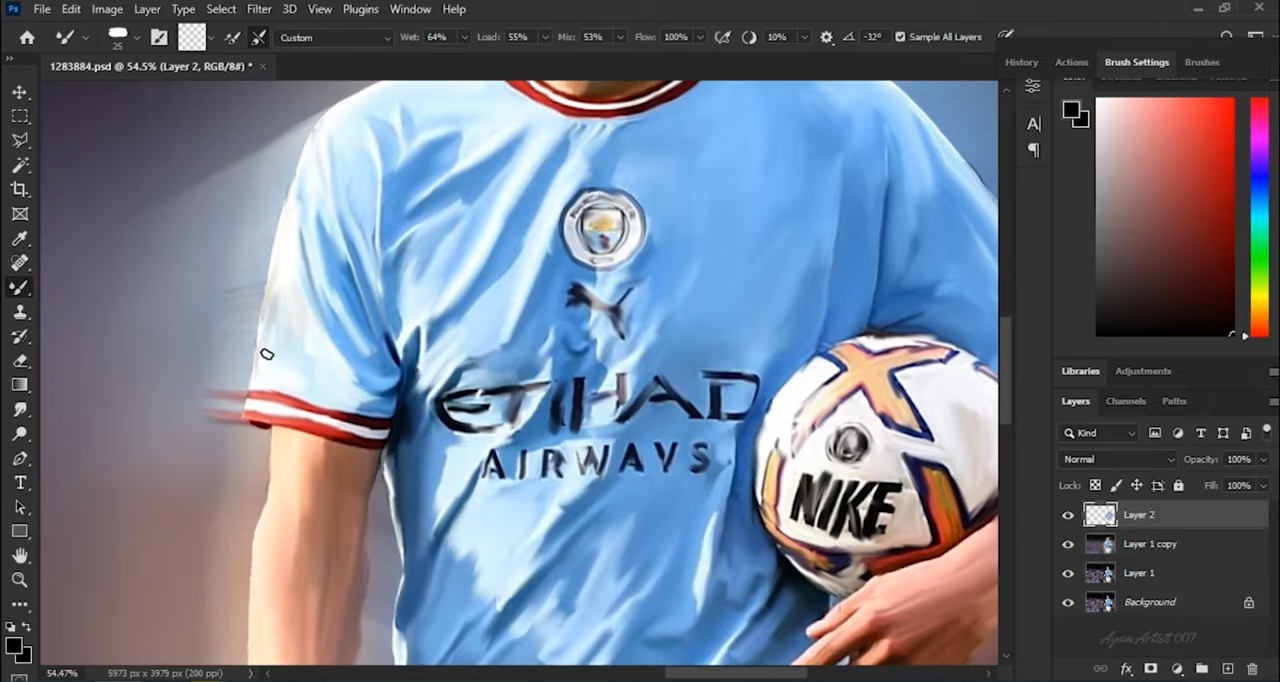 Ps File Edit Image Layer Type Select Filter 3D View Plugins Window Help
25 Custom Wet: 64% Load: 55% Mix: 53% Flow: 100% 10% -32° Sample All Layers
1283884.psd @ 54.5% (Layer 2, RGB/8#) * ×
History Actions Brush Settings Brushes
ETIHAD
AIRWAYS
NIKE
Libraries Adjustments
Layers Channels Paths
Kind
Normal Opacity: 100%
Lock: Fill: 100%
Layer 2
Layer 1 copy
Layer 1
Background
Ayan Artist 007
54.47% 5973 px x 3979 px (200 ppi)